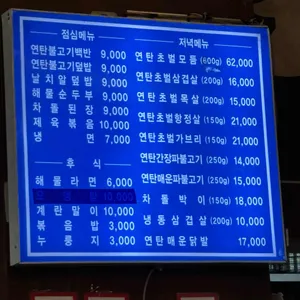 점심메뉴
연탄불고기백반 9,000
연탄불고기덮밥 9,000
날치알덮밥 9,000
해물순두부 9,000
차돌된장 9,000
제육볶음 10,000
냉면 7,000
후식
해물라면 6,000
계란말이 10,000
볶음밥 3,000
누룽지 3,000
저녁메뉴
연탄초벌모듬 (600g) 62,000
연탄초벌삼겹살 (200g) 16,000
연탄초벌목살 (200g) 15,000
연탄초벌항정살 (150g) 21,000
연탄초벌가브리 (150g) 21,000
연탄간장파불고기 (250g) 14,000
연탄매운파불고기 (250g) 15,000
차돌박이 (150g) 18,000
냉동삼겹살 (200g) 10,000
연탄매운닭발 17,000